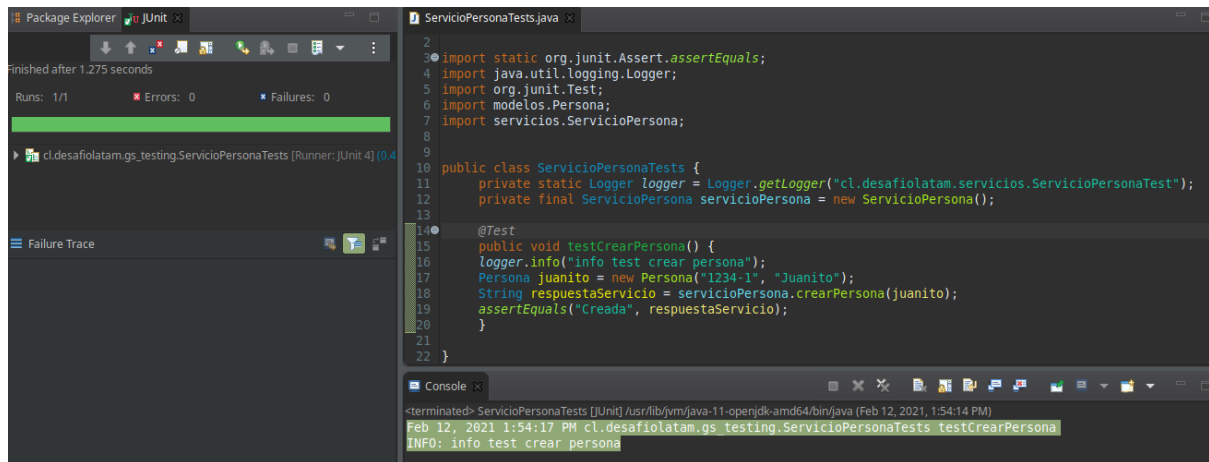 Package Explorer
JUnit
Finished after 1.275 seconds
Runs: 1/1
Errors: 0
Failures: 0
cl.desafiolatam.gs_testing.ServicioPersonaTests [Runner: JUnit 4] (0.4
Failure Trace
ServicioPersonaTests.java
2
3 import static org.junit.Assert.assertEquals;
4 import java.util.logging.Logger;
5 import org.junit.Test;
6 import modelos.Persona;
7 import servicios.ServicioPersona;
8
9
10 public class ServicioPersonaTests {
11 private static Logger logger = Logger.getLogger("cl.desafiolatam.servicios.ServicioPersonaTest");
12 private final ServicioPersona servicioPersona = new ServicioPersona();
13
14 @Test
15 public void testCrearPersona() {
16 logger.info("info test crear persona");
17 Persona juanito = new Persona("1234-1", "Juanito");
18 String respuestaServicio = servicioPersona.crearPersona(juanito);
19 assertEquals("Creada", respuestaServicio);
20 }
21
22 }
Console
<terminated> ServicioPersonaTests [JUnit] /usr/lib/jvm/java-11-openjdk-amd64/bin/java (Feb 12, 2021, 1:54:14 PM)
Feb 12, 2021 1:54:17 PM cl.desafiolatam.gs_testing.ServicioPersonaTests testCrearPersona
INFO: info test crear persona